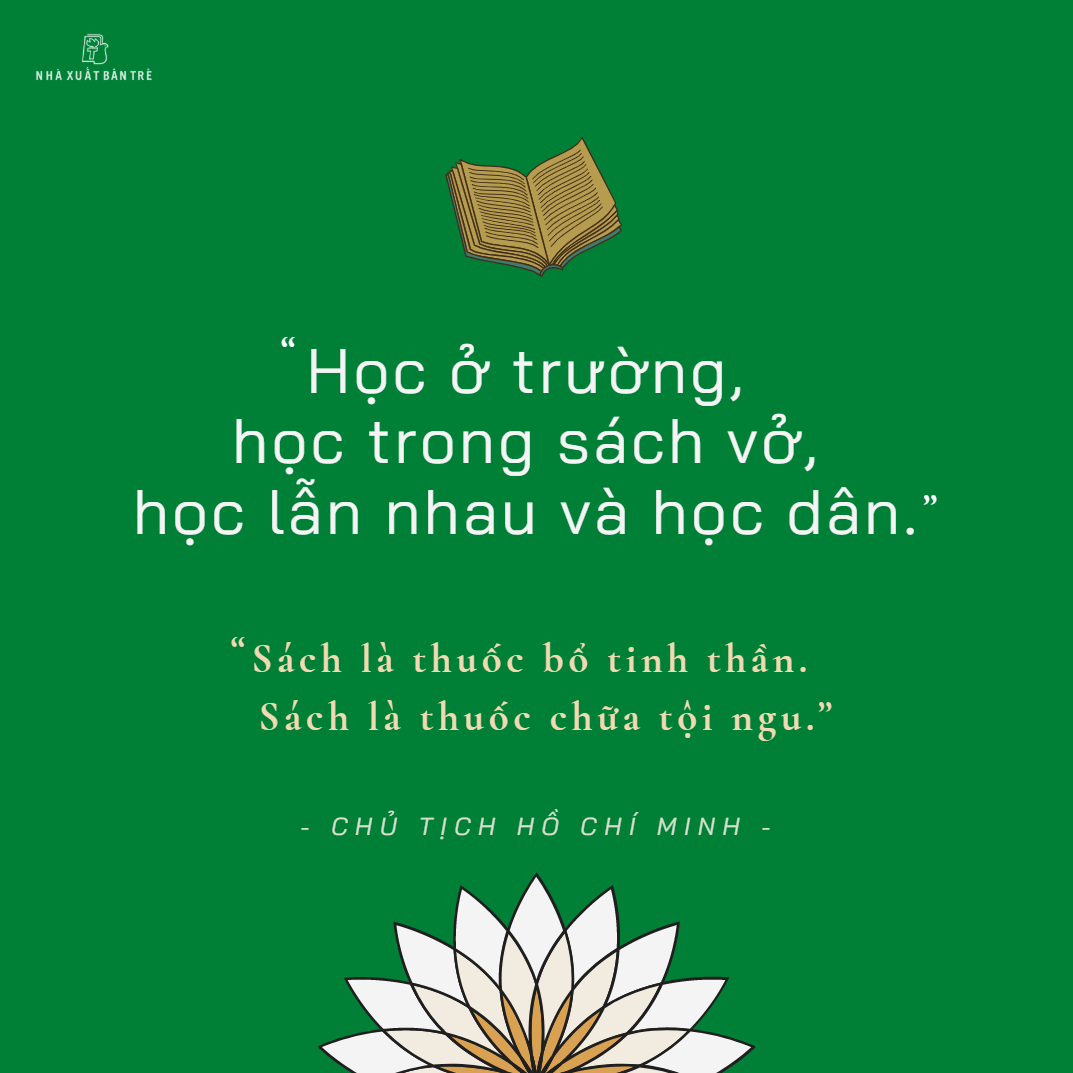 NHÀ XUẤT BẢN TRẺ
“Học ở trường,
học trong sách vở,
học lẫn nhau và học dân.”
“Sách là thuốc bổ tinh thần.
Sách là thuốc chữa tội ngu.”
- CHỦ TỊCH HỒ CHÍ MINH -